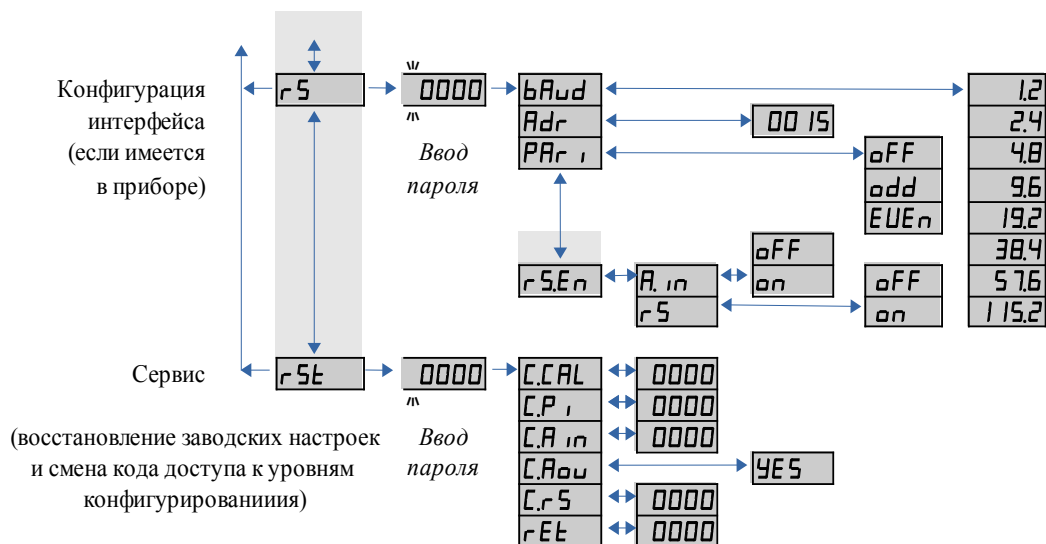 Конфигурация
интерфейса
(если имеется
в приборе)
rS
0000
Ввод
пароля
bAud
Adr
PAri
0015
oFF
odd
EUEn
1.2
2.4
4.8
9.6
19.2
38.4
57.6
115.2
rS.En
A.in
rS
oFF
on
oFF
on
Сервис
(восстановление заводских настроек
и смена кода доступа к уровням
конфигурированииия)
rSt
0000
Ввод
пароля
C.CAL
0000
C.Pi
0000
C.Ain
0000
C.Aou
YES
C.rS
0000
rEt
0000